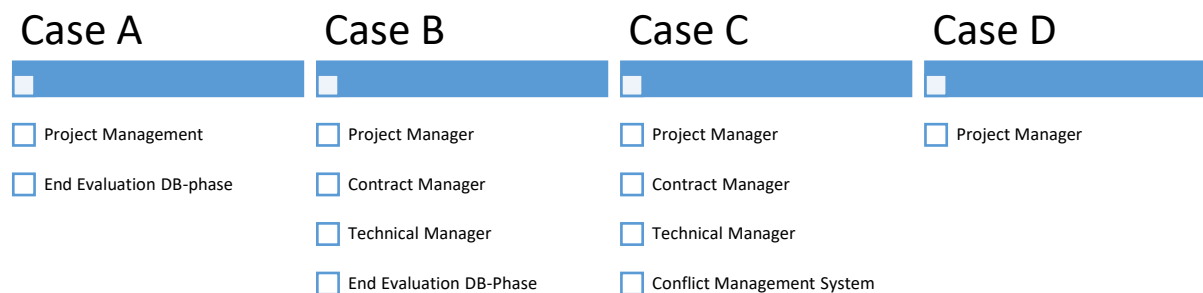 Case A
Project Management
End Evaluation DB-phase
Case B
Project Manager
Contract Manager
Technical Manager
End Evaluation DB-Phase
Case C
Project Manager
Contract Manager
Technical Manager
Conflict Management System
Case D
Project Manager